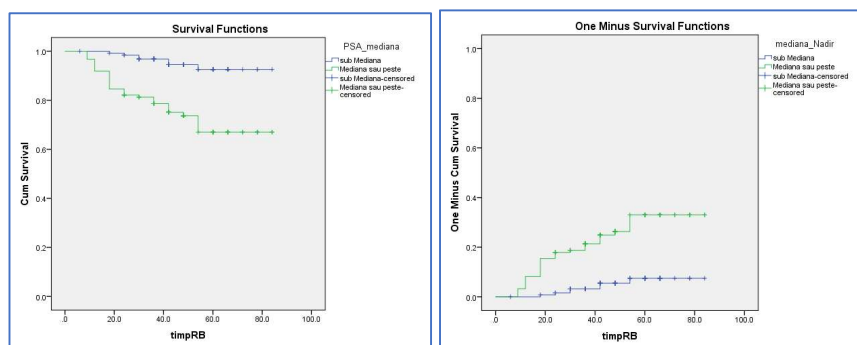 Survival Functions
PSA_mediana
sub Mediana
Mediana sau peste
sub Mediana-censored
Mediana sau peste-
censored
Cum Survival
1.0
0.8
0.6
0.4
0.2
0.0
.0
20.0
40.0
60.0
80.0
100.0
timpRB
One Minus Survival Functions
mediana_Nadir
sub Mediana
Mediana sau peste
sub Mediana-censored
Mediana sau peste-
censored
One Minus Cum Survival
1.0
0.8
0.6
0.4
0.2
0.0
.0
20.0
40.0
60.0
80.0
100.0
timpRB